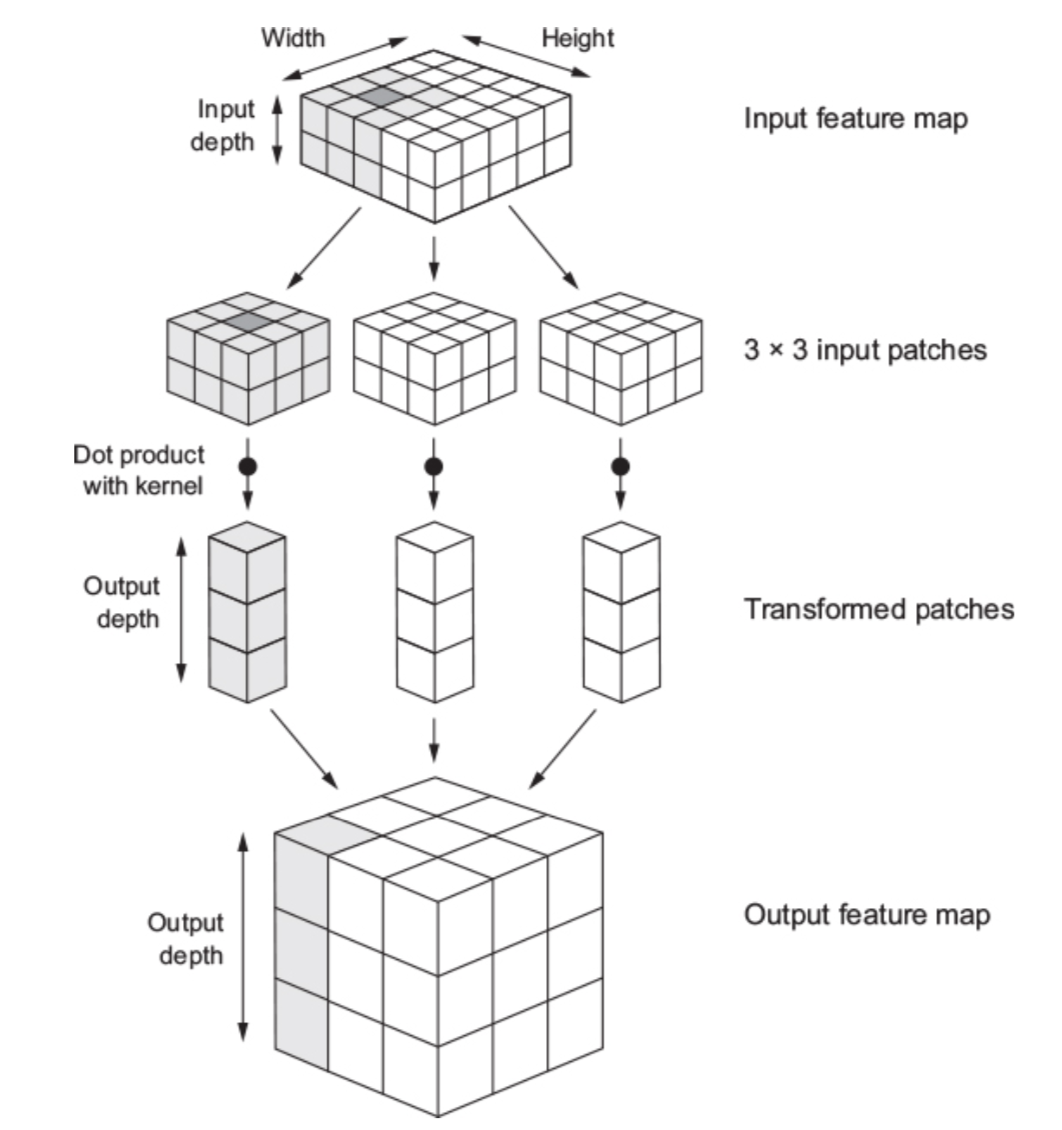 Width
Height
Input
depth
Input feature map
3 × 3 input patches
Dot product
with kernel
Output
depth
Transformed patches
Output
depth
Output feature map